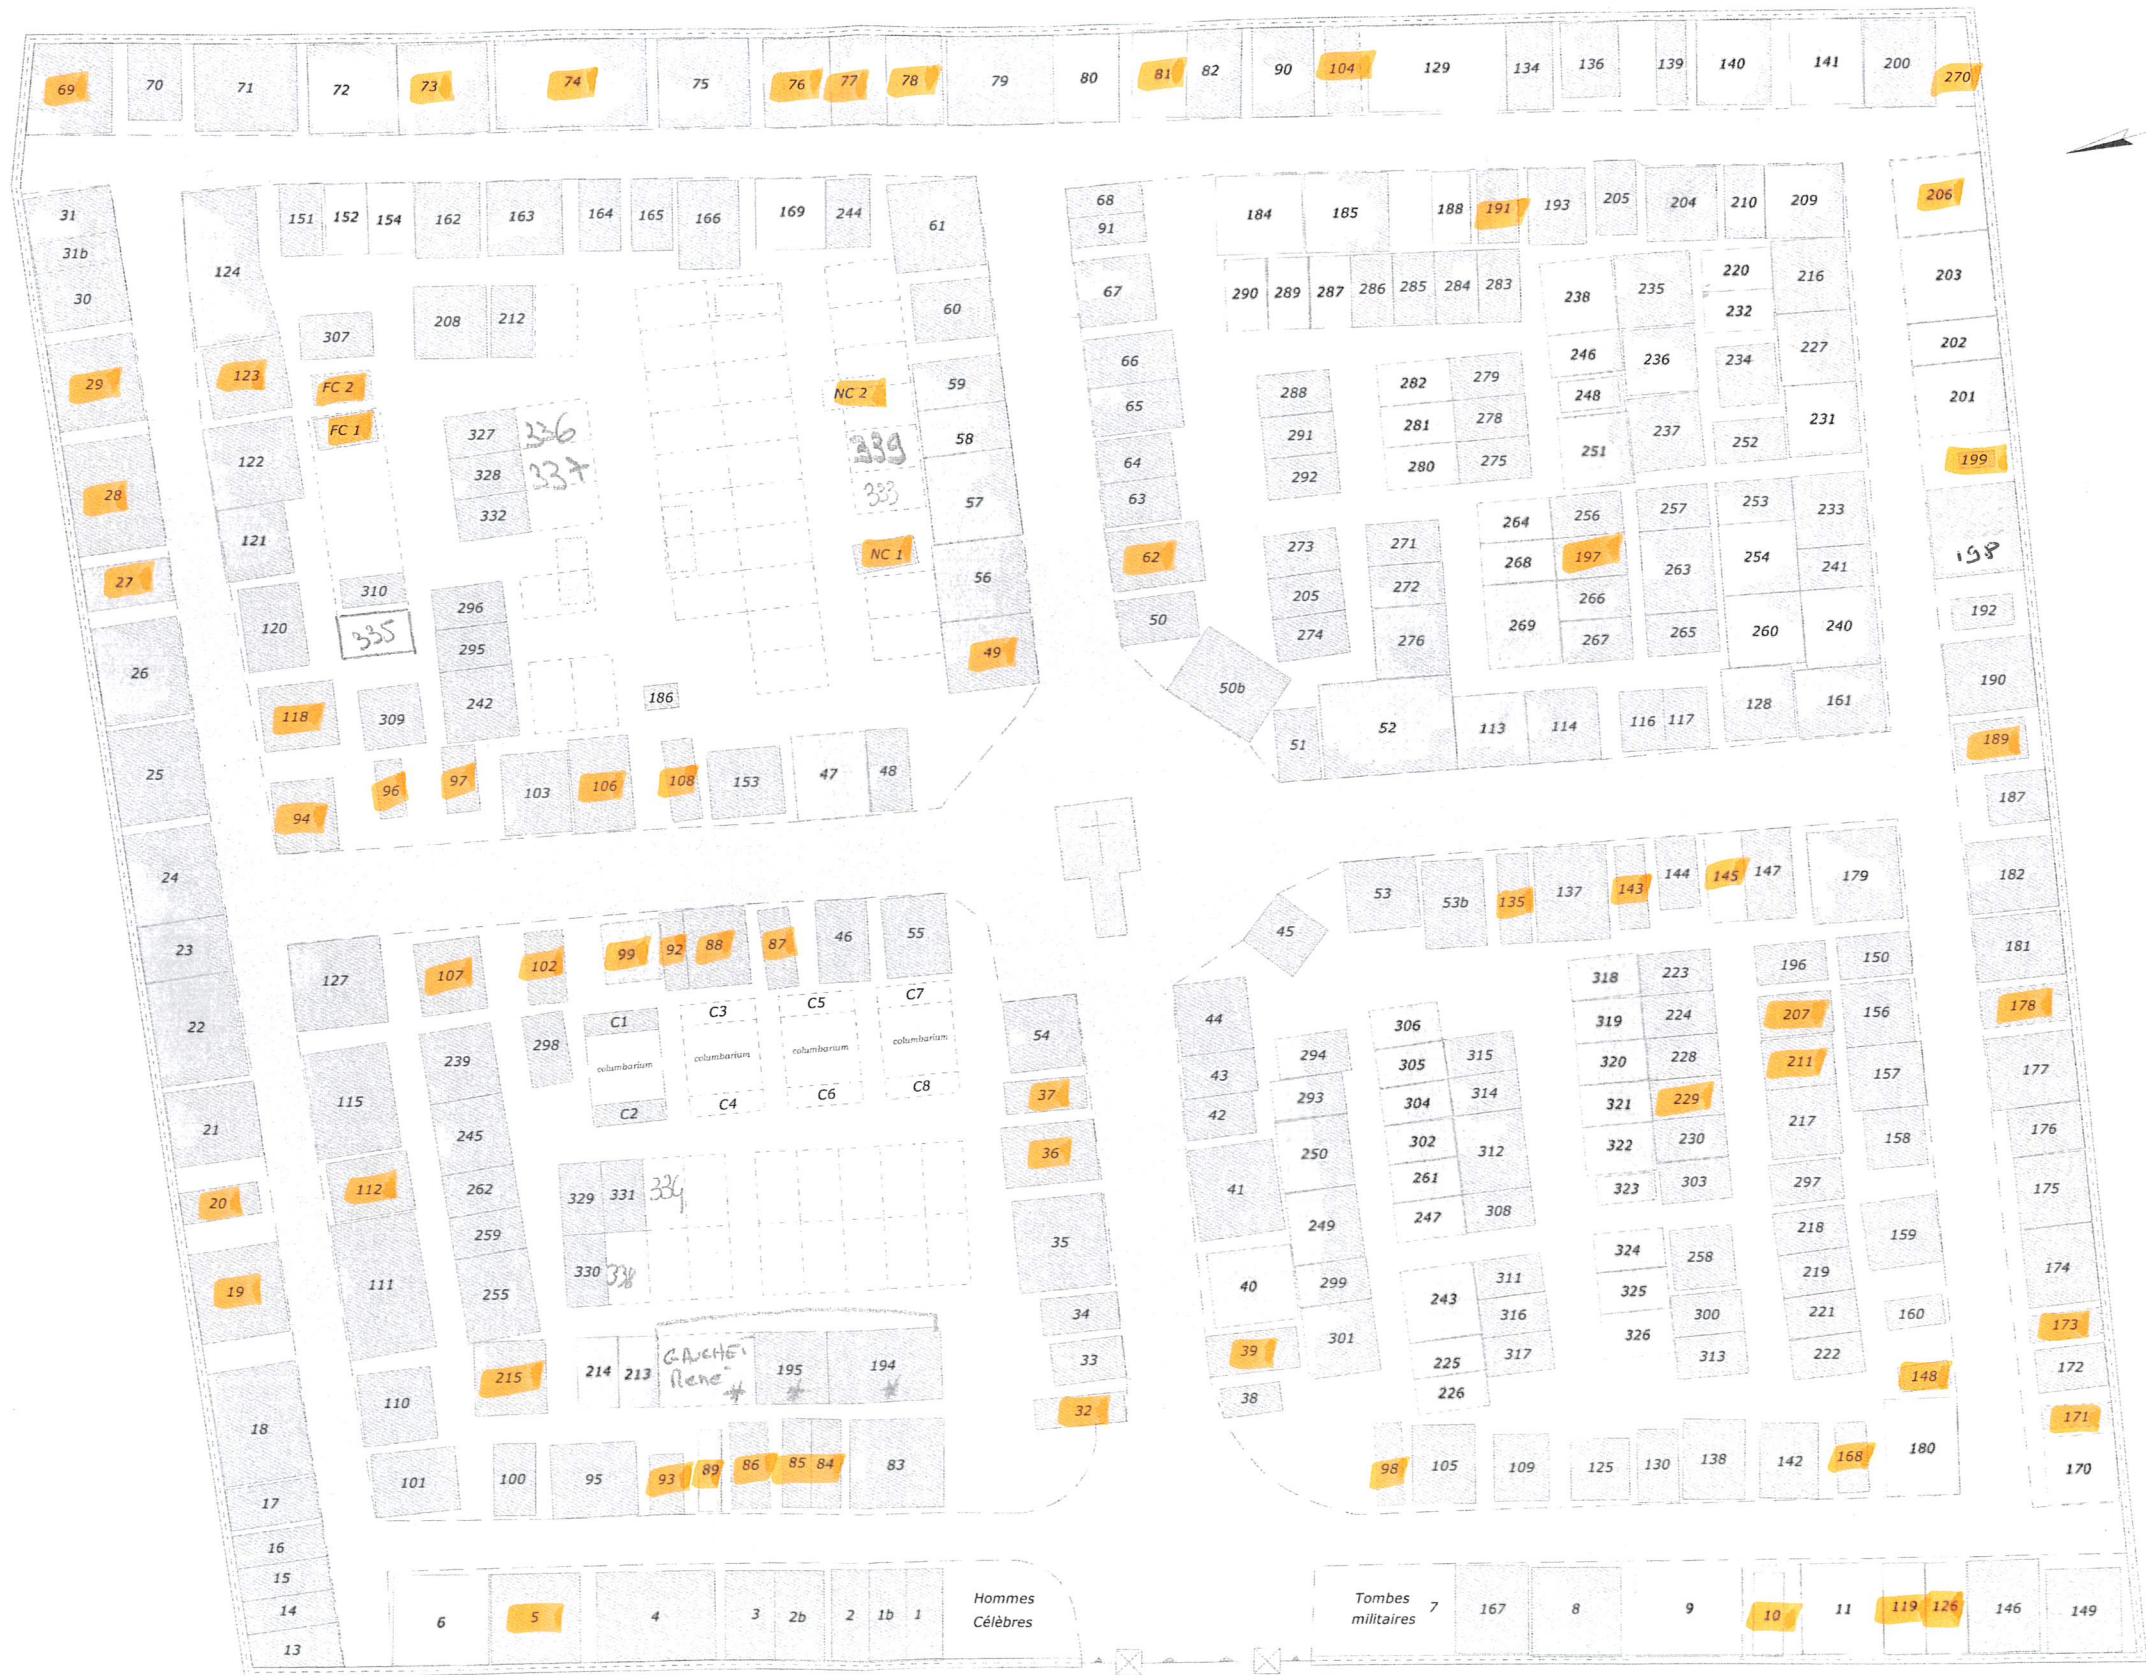 69 70 71 72 73 74 75 76 77 78 79 80 81 82 90 104 129 134 136 139 140 141 200 270
31 124 151 152 154 162 163 164 165 166 169 244 61
31b
30
307 208 212 60
29 123 FC 2 NC 2 59
FC 1 327 336 339 58
28 122 328 337 333 57
332
27 121 NC 1 56
310 296
26 120 335 295 49
118 309 242 186
25 94 96 97 103 106 108 153 47 48
68 184 185 188 191 193 205 204 210 209 206
91
67 290 289 287 286 285 284 283 238 235 220 216 203
232
66 288 282 279 246 236 234 227 202
65 291 281 278 248 237 231 201
64 292 280 275 251 252 199
63 264 256 257 253 233 198
62 273 271 268 197 263 254 241
205 272 266 192
50 274 276 269 267 265 260 240
50b 190
51 52 113 114 116 117 128 161 189
187
24
23 127 107 102 99 92 88 87 46 55
22 239 298 C1 C3 C5 C7 54
columbarium columbarium columbarium columbarium
C2 C4 C6 C8
21 115 245 37
20 112 262 329 331 334 36
259
19 111 255 330 338 35
34
215 214 213 GAUCHET René 195 194 33
18 110 32
101 100 95 93 89 86 85 84 83
17
16
15
14
13
45 53 53b 135 137 143 144 145 147 179 182
44 318 223 196 150 181
306 319 224 207 156 178
43 294 305 315 320 228 211 157 177
42 293 304 314 321 229 217 176
250 302 312 322 230 158
41 261 323 303 297 175
249 247 308 218 159
40 299 243 311 324 258 219 174
325
39 301 316 326 300 221 160 173
225 317 313 222 148 172
38 226 171
98 105 109 125 130 138 142 168 180 170
6 5 4 3 2b 2 1b 1 Hommes
Célèbres
Tombes
militaires 7 167 8 9 10 11 119 126 146 149